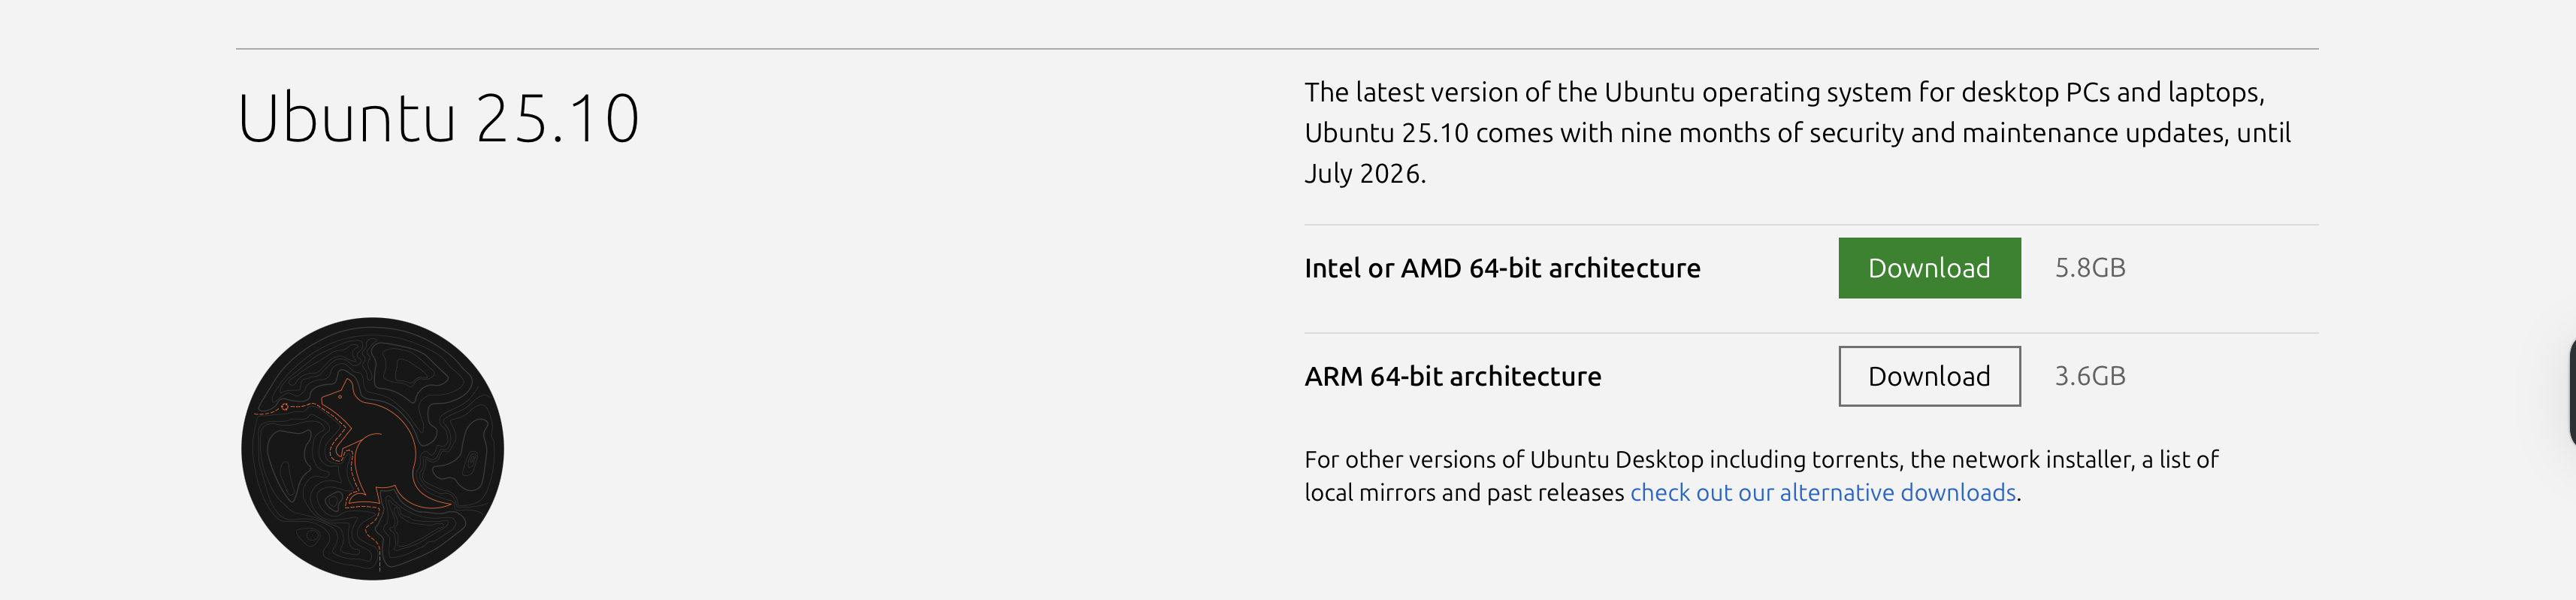 Ubuntu 25.10
The latest version of the Ubuntu operating system for desktop PCs and laptops,
Ubuntu 25.10 comes with nine months of security and maintenance updates, until
July 2026.
Intel or AMD 64-bit architecture Download 5.8GB
ARM 64-bit architecture Download 3.6GB
For other versions of Ubuntu Desktop including torrents, the network installer, a list of
local mirrors and past releases check out our alternative downloads.